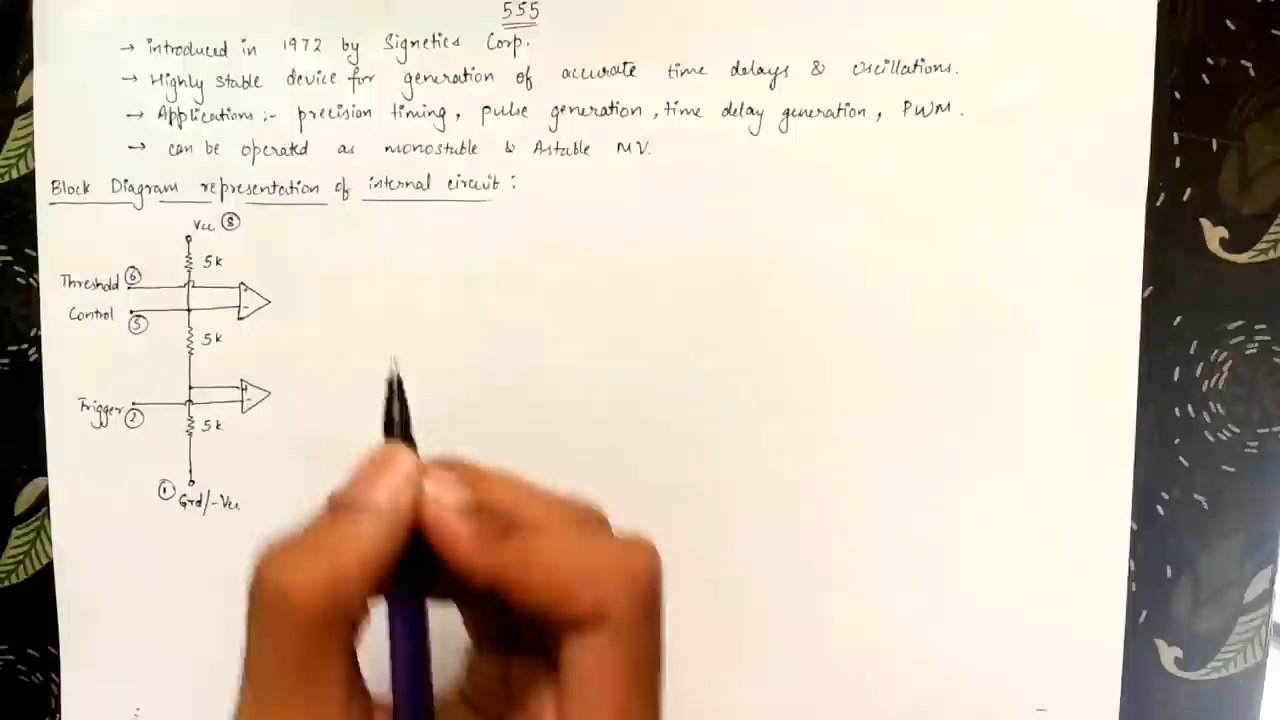 555
→ introduced in 1972 by Signetics Corp.
→ Highly stable device for generation of accurate time delays & oscillations.
→ Applications :- precision timing, pulse generation, time delay generation, PWM.
→ can be operated as monostable & Astable MV.
Block Diagram representation of internal circuit :
Vcc 8
5k
Threshold 6
+
-
Control 5
5k
+
-
Trigger 2
5k
1 Grd/-Vcc